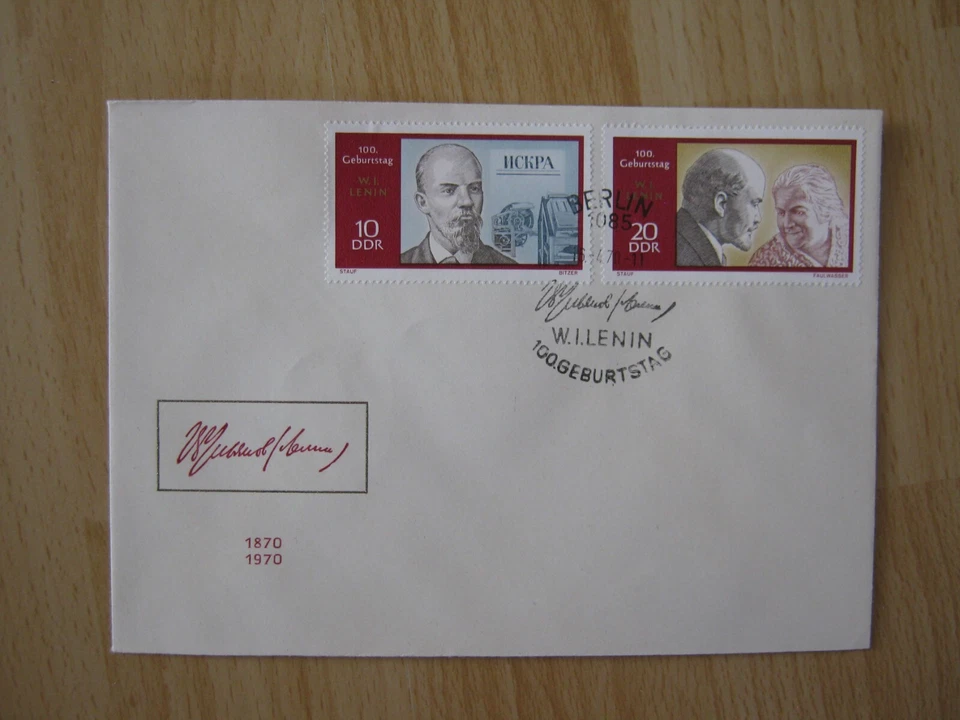 100.
Geburtstag
W.I.
LENIN
10
DDR
ИСКРА
STAUF
BITZER
100.
Geburtstag
W.I.
LENIN
20
DDR
STAUF
BERLIN
1085
W.I.LENIN
100.GEBURTSTAG
1870
1970